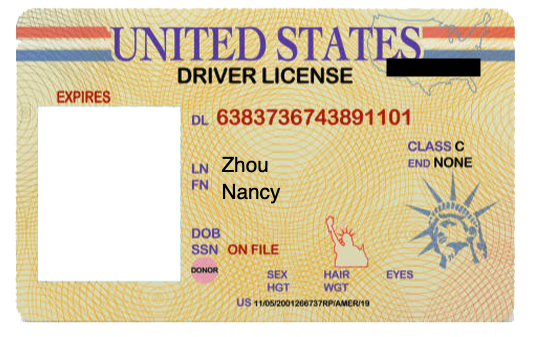 UNITED STATES
DRIVER LICENSE
EXPIRES
DL 6383736743891101
CLASS C
END NONE
LN Zhou
FN Nancy
DOB
SSN ON FILE
DONOR
SEX HAIR EYES
HGT WGT
US 11/05/2001266737RP/AMER/19